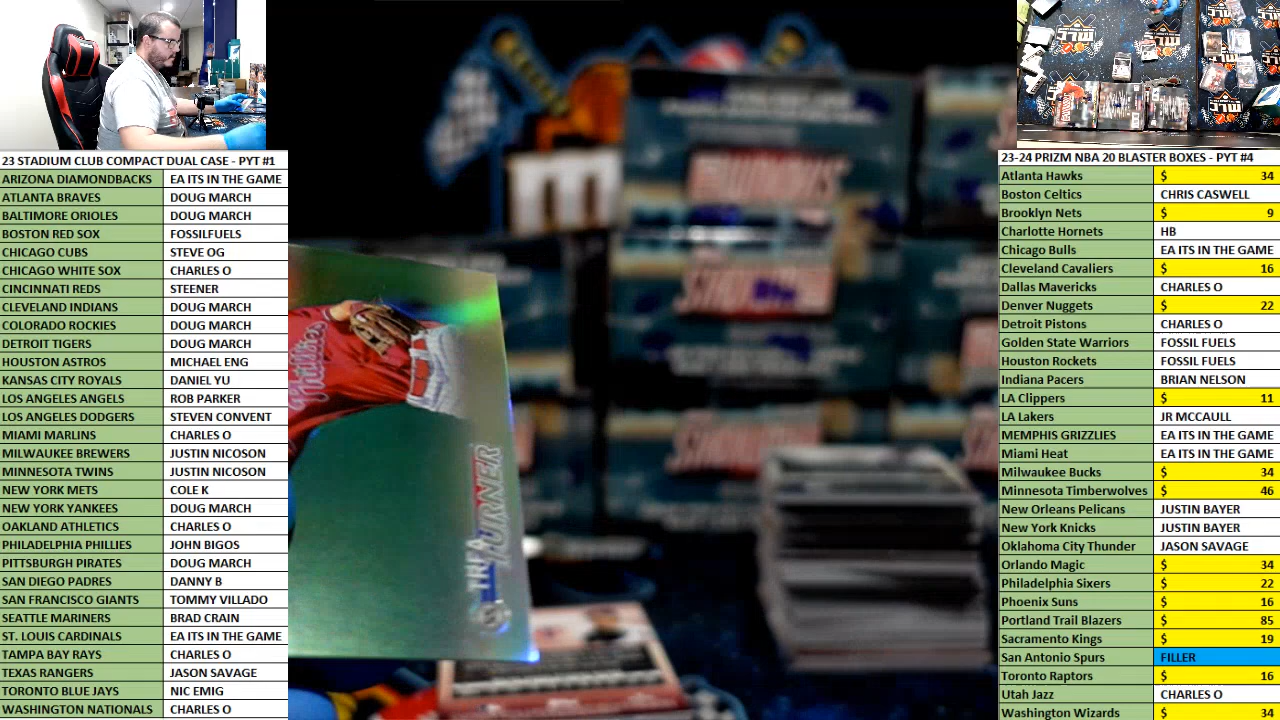 23 STADIUM CLUB COMPACT DUAL CASE - PYT #1
ARIZONA DIAMONDBACKS EA ITS IN THE GAME
ATLANTA BRAVES DOUG MARCH
BALTIMORE ORIOLES DOUG MARCH
BOSTON RED SOX FOSSILFUELS
CHICAGO CUBS STEVE OG
CHICAGO WHITE SOX CHARLES O
CINCINNATI REDS STEENER
CLEVELAND INDIANS DOUG MARCH
COLORADO ROCKIES DOUG MARCH
DETROIT TIGERS DOUG MARCH
HOUSTON ASTROS MICHAEL ENG
KANSAS CITY ROYALS DANIEL YU
LOS ANGELES ANGELS ROB PARKER
LOS ANGELES DODGERS STEVEN CONVENT
MIAMI MARLINS CHARLES O
MILWAUKEE BREWERS JUSTIN NICOSON
MINNESOTA TWINS JUSTIN NICOSON
NEW YORK METS COLE K
NEW YORK YANKEES DOUG MARCH
OAKLAND ATHLETICS CHARLES O
PHILADELPHIA PHILLIES JOHN BIGOS
PITTSBURGH PIRATES DOUG MARCH
SAN DIEGO PADRES DANNY B
SAN FRANCISCO GIANTS TOMMY VILLADO
SEATTLE MARINERS BRAD CRAIN
ST. LOUIS CARDINALS EA ITS IN THE GAME
TAMPA BAY RAYS CHARLES O
TEXAS RANGERS JASON SAVAGE
TORONTO BLUE JAYS NIC EMIG
WASHINGTON NATIONALS CHARLES O
Phillies
TREA
TURNER
23-24 PRIZM NBA 20 BLASTER BOXES - PYT #4
Atlanta Hawks $ 34
Boston Celtics CHRIS CASWELL
Brooklyn Nets $ 9
Charlotte Hornets HB
Chicago Bulls EA ITS IN THE GAME
Cleveland Cavaliers $ 16
Dallas Mavericks CHARLES O
Denver Nuggets $ 22
Detroit Pistons CHARLES O
Golden State Warriors FOSSIL FUELS
Houston Rockets FOSSIL FUELS
Indiana Pacers BRIAN NELSON
LA Clippers $ 11
LA Lakers JR MCCAULL
MEMPHIS GRIZZLIES EA ITS IN THE GAME
Miami Heat EA ITS IN THE GAME
Milwaukee Bucks $ 34
Minnesota Timberwolves $ 46
New Orleans Pelicans JUSTIN BAYER
New York Knicks JUSTIN BAYER
Oklahoma City Thunder JASON SAVAGE
Orlando Magic $ 34
Philadelphia Sixers $ 22
Phoenix Suns $ 16
Portland Trail Blazers $ 85
Sacramento Kings $ 19
San Antonio Spurs FILLER
Toronto Raptors $ 16
Utah Jazz CHARLES O
Washington Wizards $ 34